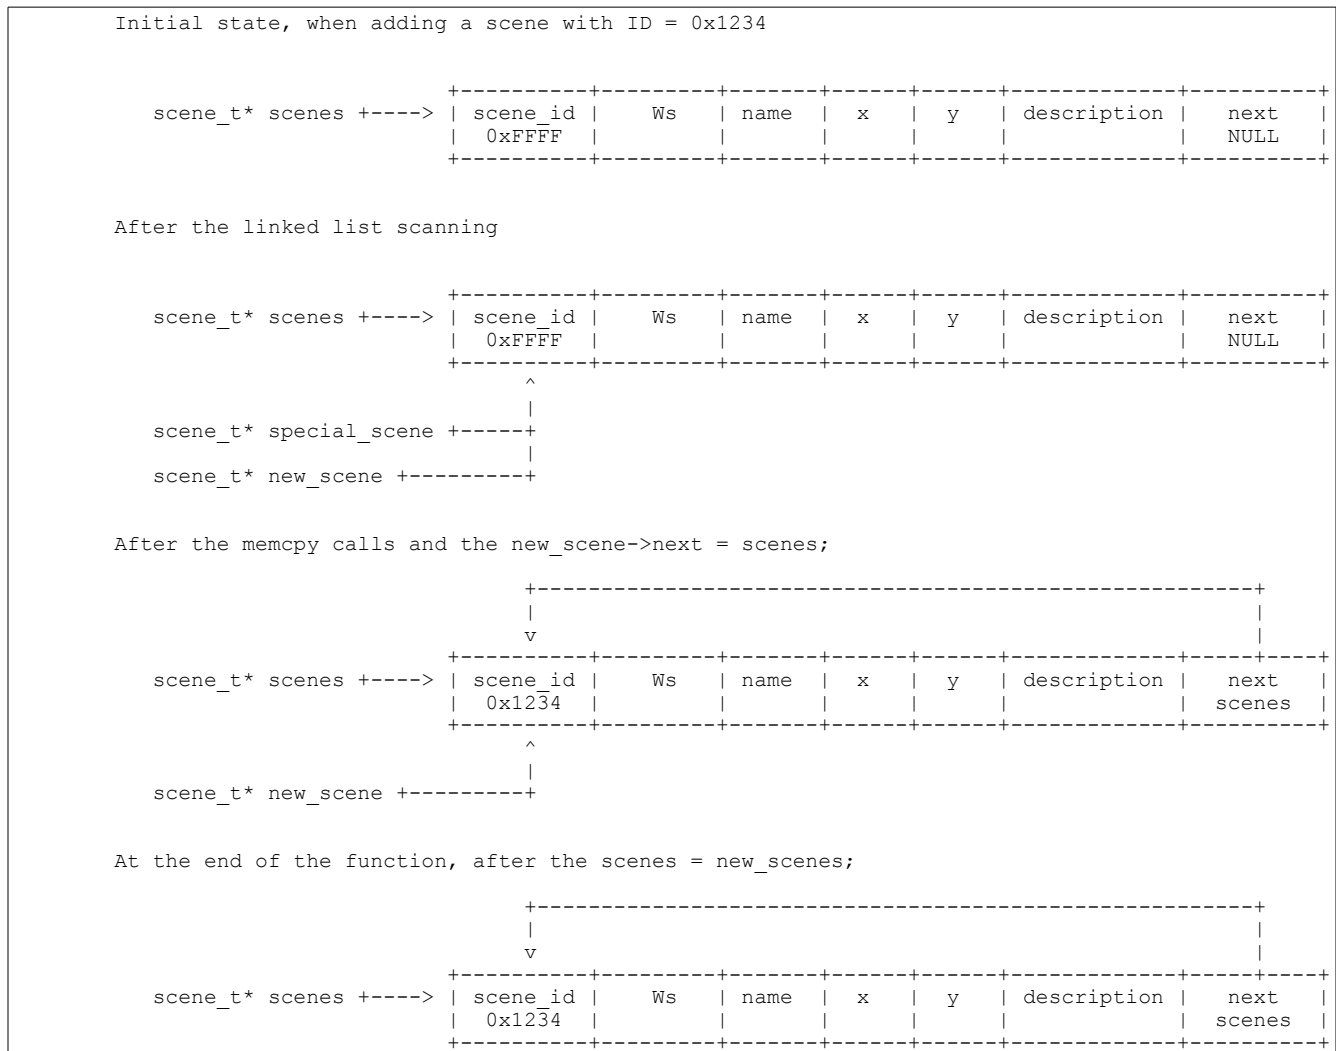 Initial state, when adding a scene with ID = 0x1234
+----------+---------+-------+------+------+-------------+----------+
scene_t* scenes +----> | scene_id |    Ws   | name  |  x   |  y   | description |   next   |
|  0xFFFF  |         |       |      |      |             |   NULL   |
+----------+---------+-------+------+------+-------------+----------+
After the linked list scanning
+----------+---------+-------+------+------+-------------+----------+
scene_t* scenes +----> | scene_id |    Ws   | name  |  x   |  y   | description |   next   |
|  0xFFFF  |         |       |      |      |             |   NULL   |
+----------+---------+-------+------+------+-------------+----------+
^
|
scene_t* special_scene +-----+
|
scene_t* new_scene +---------+
After the memcpy calls and the new_scene->next = scenes;
+--------------------------------------------------------+
|                                                        |
v                                                        |
+----------+---------+-------+------+------+-------------+-----+----+
scene_t* scenes +----> | scene_id |    Ws   | name  |  x   |  y   | description |   next   |
|  0x1234  |         |       |      |      |             |  scenes  |
+----------+---------+-------+------+------+-------------+----------+
^
|
scene_t* new_scene +---------+
At the end of the function, after the scenes = new_scenes;
+--------------------------------------------------------+
|                                                        |
v                                                        |
+----------+---------+-------+------+------+-------------+-----+----+
scene_t* scenes +----> | scene_id |    Ws   | name  |  x   |  y   | description |   next   |
|  0x1234  |         |       |      |      |             |  scenes  |
+----------+---------+-------+------+------+-------------+----------+